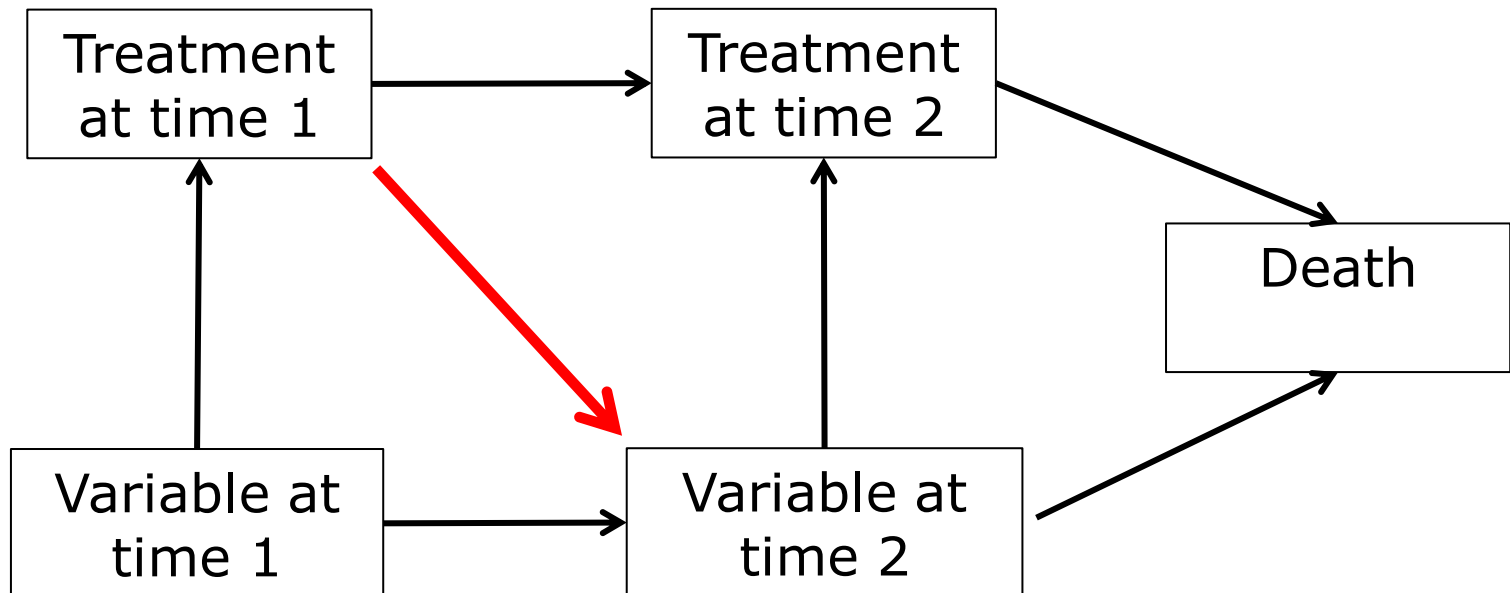 Treatment
at time 1
Treatment
at time 2
Death
Variable at
time 1
Variable at
time 2